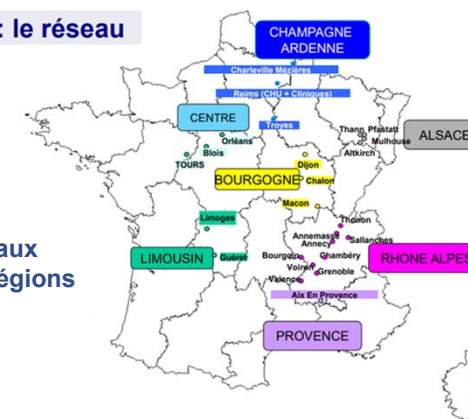 : le réseau
CHAMPAGNE
ARDENNE
Charleville Mézières
Reims (CHU + Cliniques)
CENTRE
Troyes
Orléans
Blois
TOURS
Thann Pfastatt
Mulhouse
Altkirch
ALSACE
Dijon
BOURGOGNE
Chalon
Macon
Limoges
Thonon
Annemasse
Annecy
Sallanches
aux
égions
LIMOUSIN
Guéret
Bourgoin
Chambéry
Voiron
Grenoble
Valence
RHONE ALPES
Aix En Provence
PROVENCE